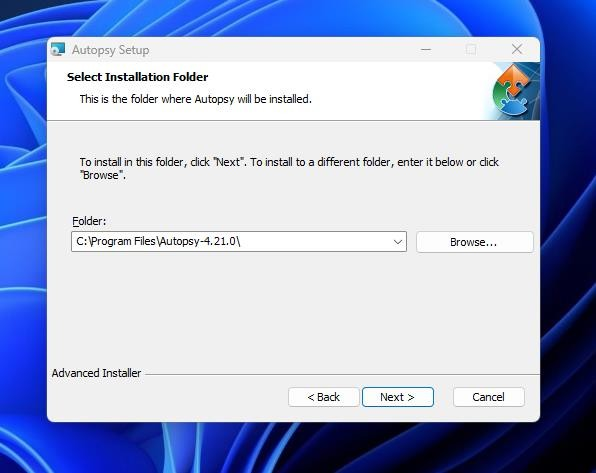 Autopsy Setup
Select Installation Folder
This is the folder where Autopsy will be installed.
To install in this folder, click "Next". To install to a different folder, enter it below or click
"Browse".
Folder:
C:\Program Files\Autopsy-4.21.0\
Browse...
Advanced Installer
< Back
Next >
Cancel